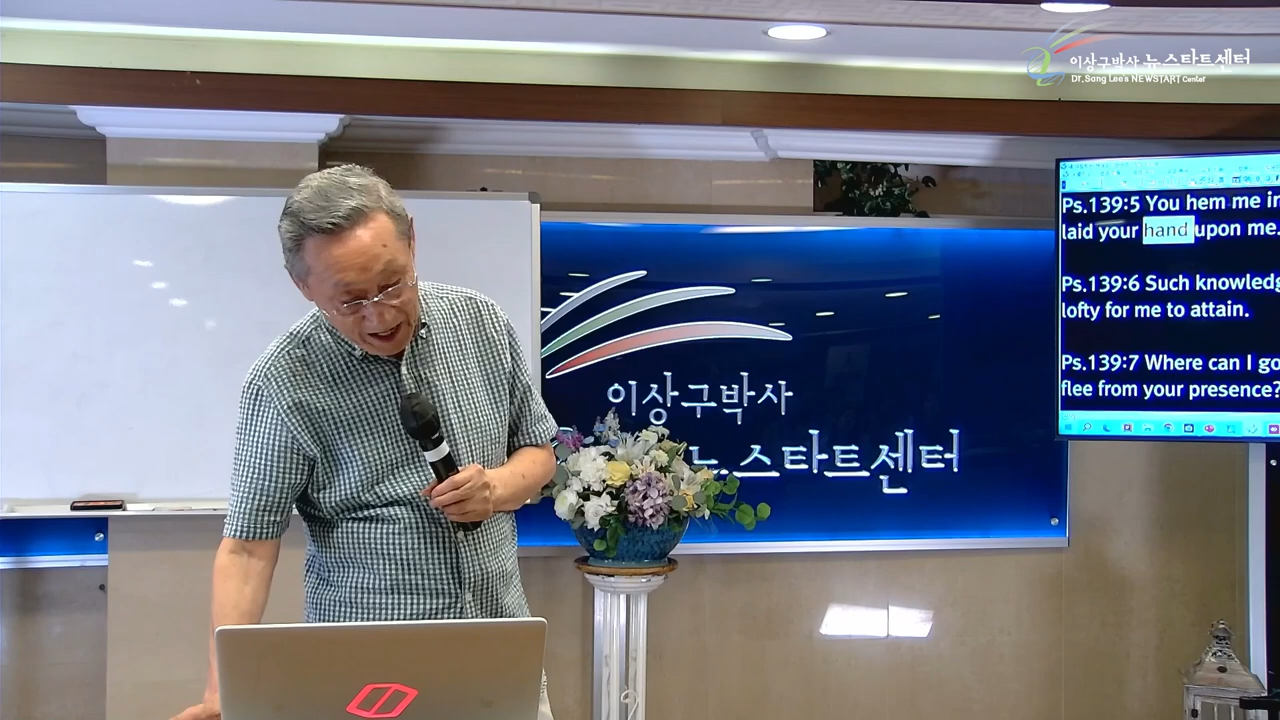 이상구박사 뉴스타트센터
Dr. Sang Lee's NEWSTART Center
Ps.139:5 You hem me in
laid your hand upon me.
Ps.139:6 Such knowledg
lofty for me to attain.
Ps.139:7 Where can I go
flee from your presence?
이상구박사
뉴스타트센터